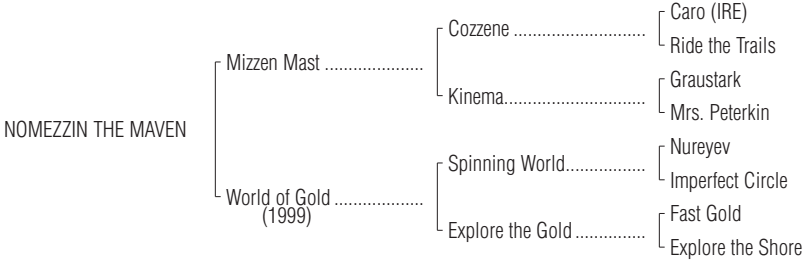 Caro (IRE)
Cozzene ............................
Ride the Trails
Mizzen Mast .....................
Graustark
Kinema..............................
Mrs. Peterkin
NOMEZZIN THE MAVEN
Nureyev
Spinning World.................
Imperfect Circle
World of Gold ...................
(1999)
Fast Gold
Explore the Gold ...............
Explore the Shore